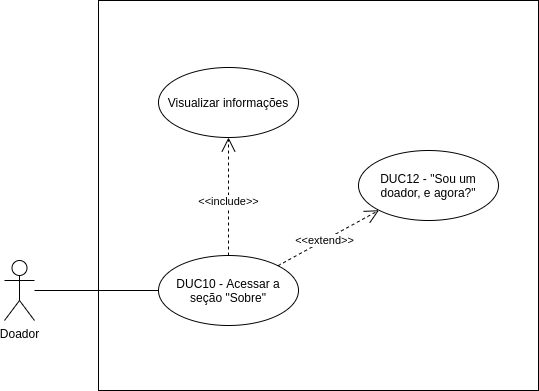 Visualizar informações
DUC12 - "Sou um
doador, e agora?"
<<include>>
<<extend>>
DUC10 - Acessar a
seção "Sobre"
Doador